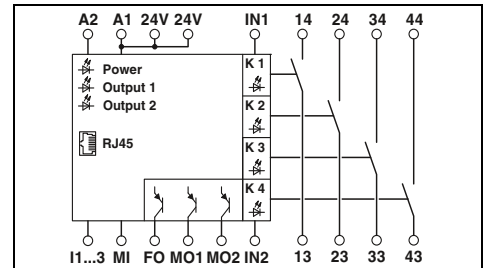 A2 A1 24V 24V IN1 14 24 34 44
Power
Output 1
Output 2
RJ45
K 1
K 2
K 3
K 4
I1...3 MI FO MO1 MO2 IN2 13 23 33 43